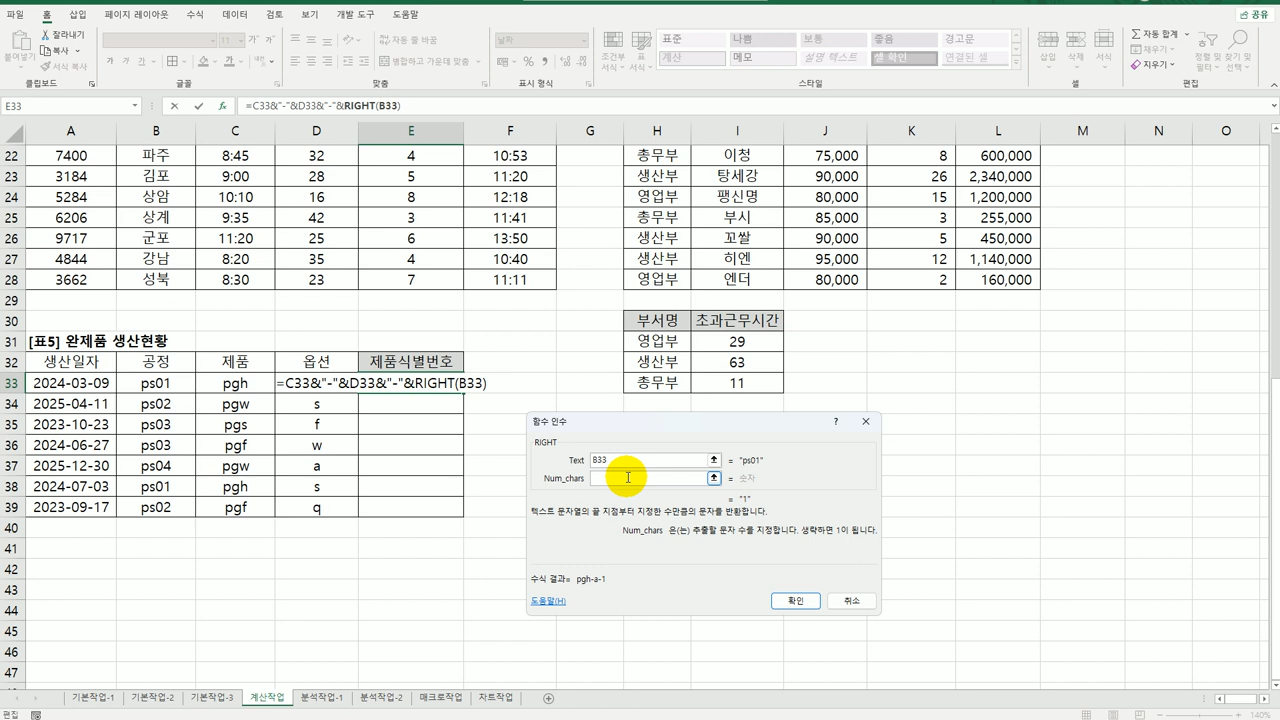 파일 홈 삽입 페이지 레이아웃 수식 데이터 검토 보기 개발 도구 도움말 공유
잘라내기
복사
서식 복사
붙여넣기
클립보드
11
가 가 가
글꼴
자동 줄 바꿈
병합하고 가운데 맞춤
맞춤
날짜
표시 형식
조건부 서식
표 서식
표준 나쁨 보통 좋음 경고문
계산 메모 설명 텍스트 셀 확인 연결된 셀
스타일
삽입 삭제 서식
셀
자동 합계
채우기
지우기
정렬 및 필터
찾기 및 선택
편집
E33 fx =C33&"-"&D33&"-"&RIGHT(B33)
A B C D E F G H I J K L M N O
22 7400 파주 8:45 32 4 10:53 총무부 이청 75,000 8 600,000
23 3184 김포 9:00 28 5 11:20 생산부 탕세강 90,000 26 2,340,000
24 5284 상암 10:10 16 8 12:18 영업부 팽신명 80,000 15 1,200,000
25 6206 상계 9:35 42 3 11:41 총무부 부시 85,000 3 255,000
26 9717 군포 11:20 25 6 13:50 생산부 꼬쌀 90,000 5 450,000
27 4844 강남 8:20 35 4 10:40 생산부 히엔 95,000 12 1,140,000
28 3662 성북 8:30 23 7 11:11 영업부 엔더 80,000 2 160,000
29
30 부서명 초과근무시간
31 [표5] 완제품 생산현황 영업부 29
32 생산일자 공정 제품 옵션 제품식별번호 생산부 63
33 2024-03-09 ps01 pgh =C33&"-"&D33&"-"&RIGHT(B33) 총무부 11
34 2025-04-11 ps02 pgw s
35 2023-10-23 ps03 pgs f
36 2024-06-27 ps03 pgf w
37 2025-12-30 ps04 pgw a
38 2024-07-03 ps01 pgh s
39 2023-09-17 ps02 pgf q
40
41
42
43
44
45
46
47
함수 인수 ? ×
RIGHT
Text B33 = "ps01"
Num_chars = 숫자
= "1"
텍스트 문자열의 끝 지점부터 지정한 수만큼의 문자를 반환합니다.
Num_chars 은(는) 추출할 문자 수를 지정합니다. 생략하면 1이 됩니다.
수식 결과= pgh-a-1
도움말(H) 확인 취소
기본작업-1 기본작업-2 기본작업-3 계산작업 분석작업-1 분석작업-2 매크로작업 차트작업
편집 140%